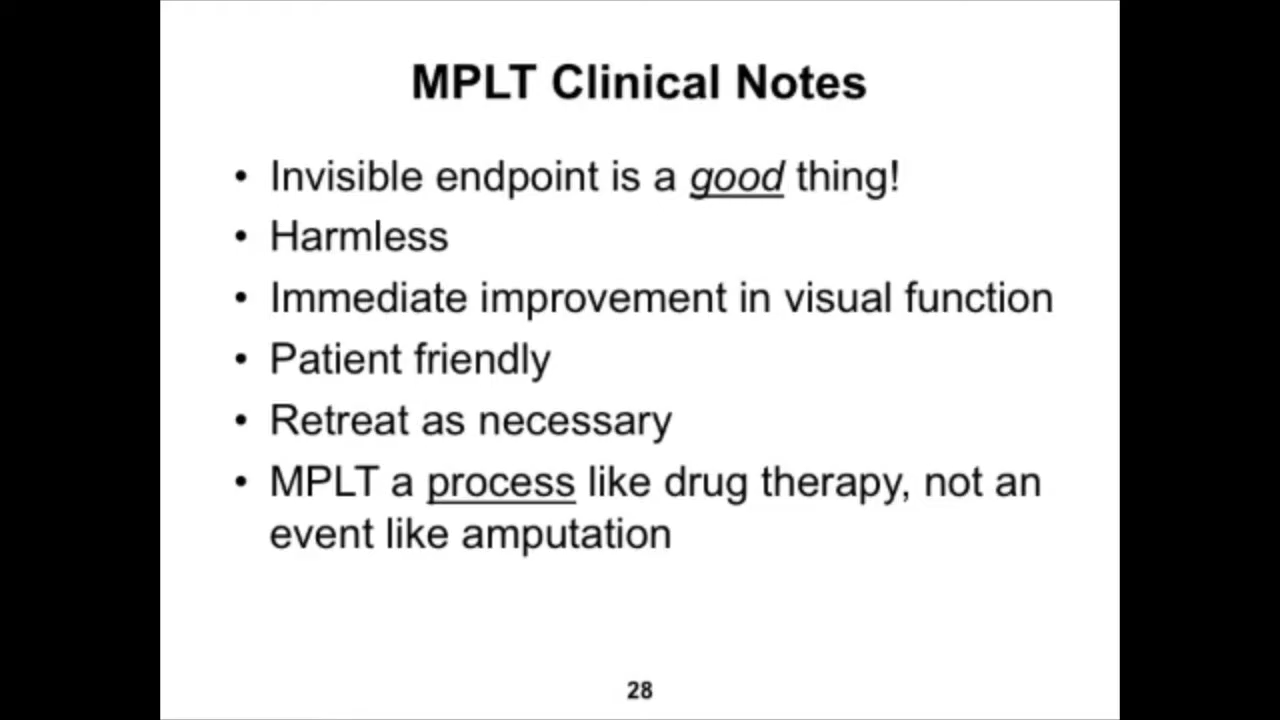 MPLT Clinical Notes
• Invisible endpoint is a good thing!
• Harmless
• Immediate improvement in visual function
• Patient friendly
• Retreat as necessary
• MPLT a process like drug therapy, not an
event like amputation
28